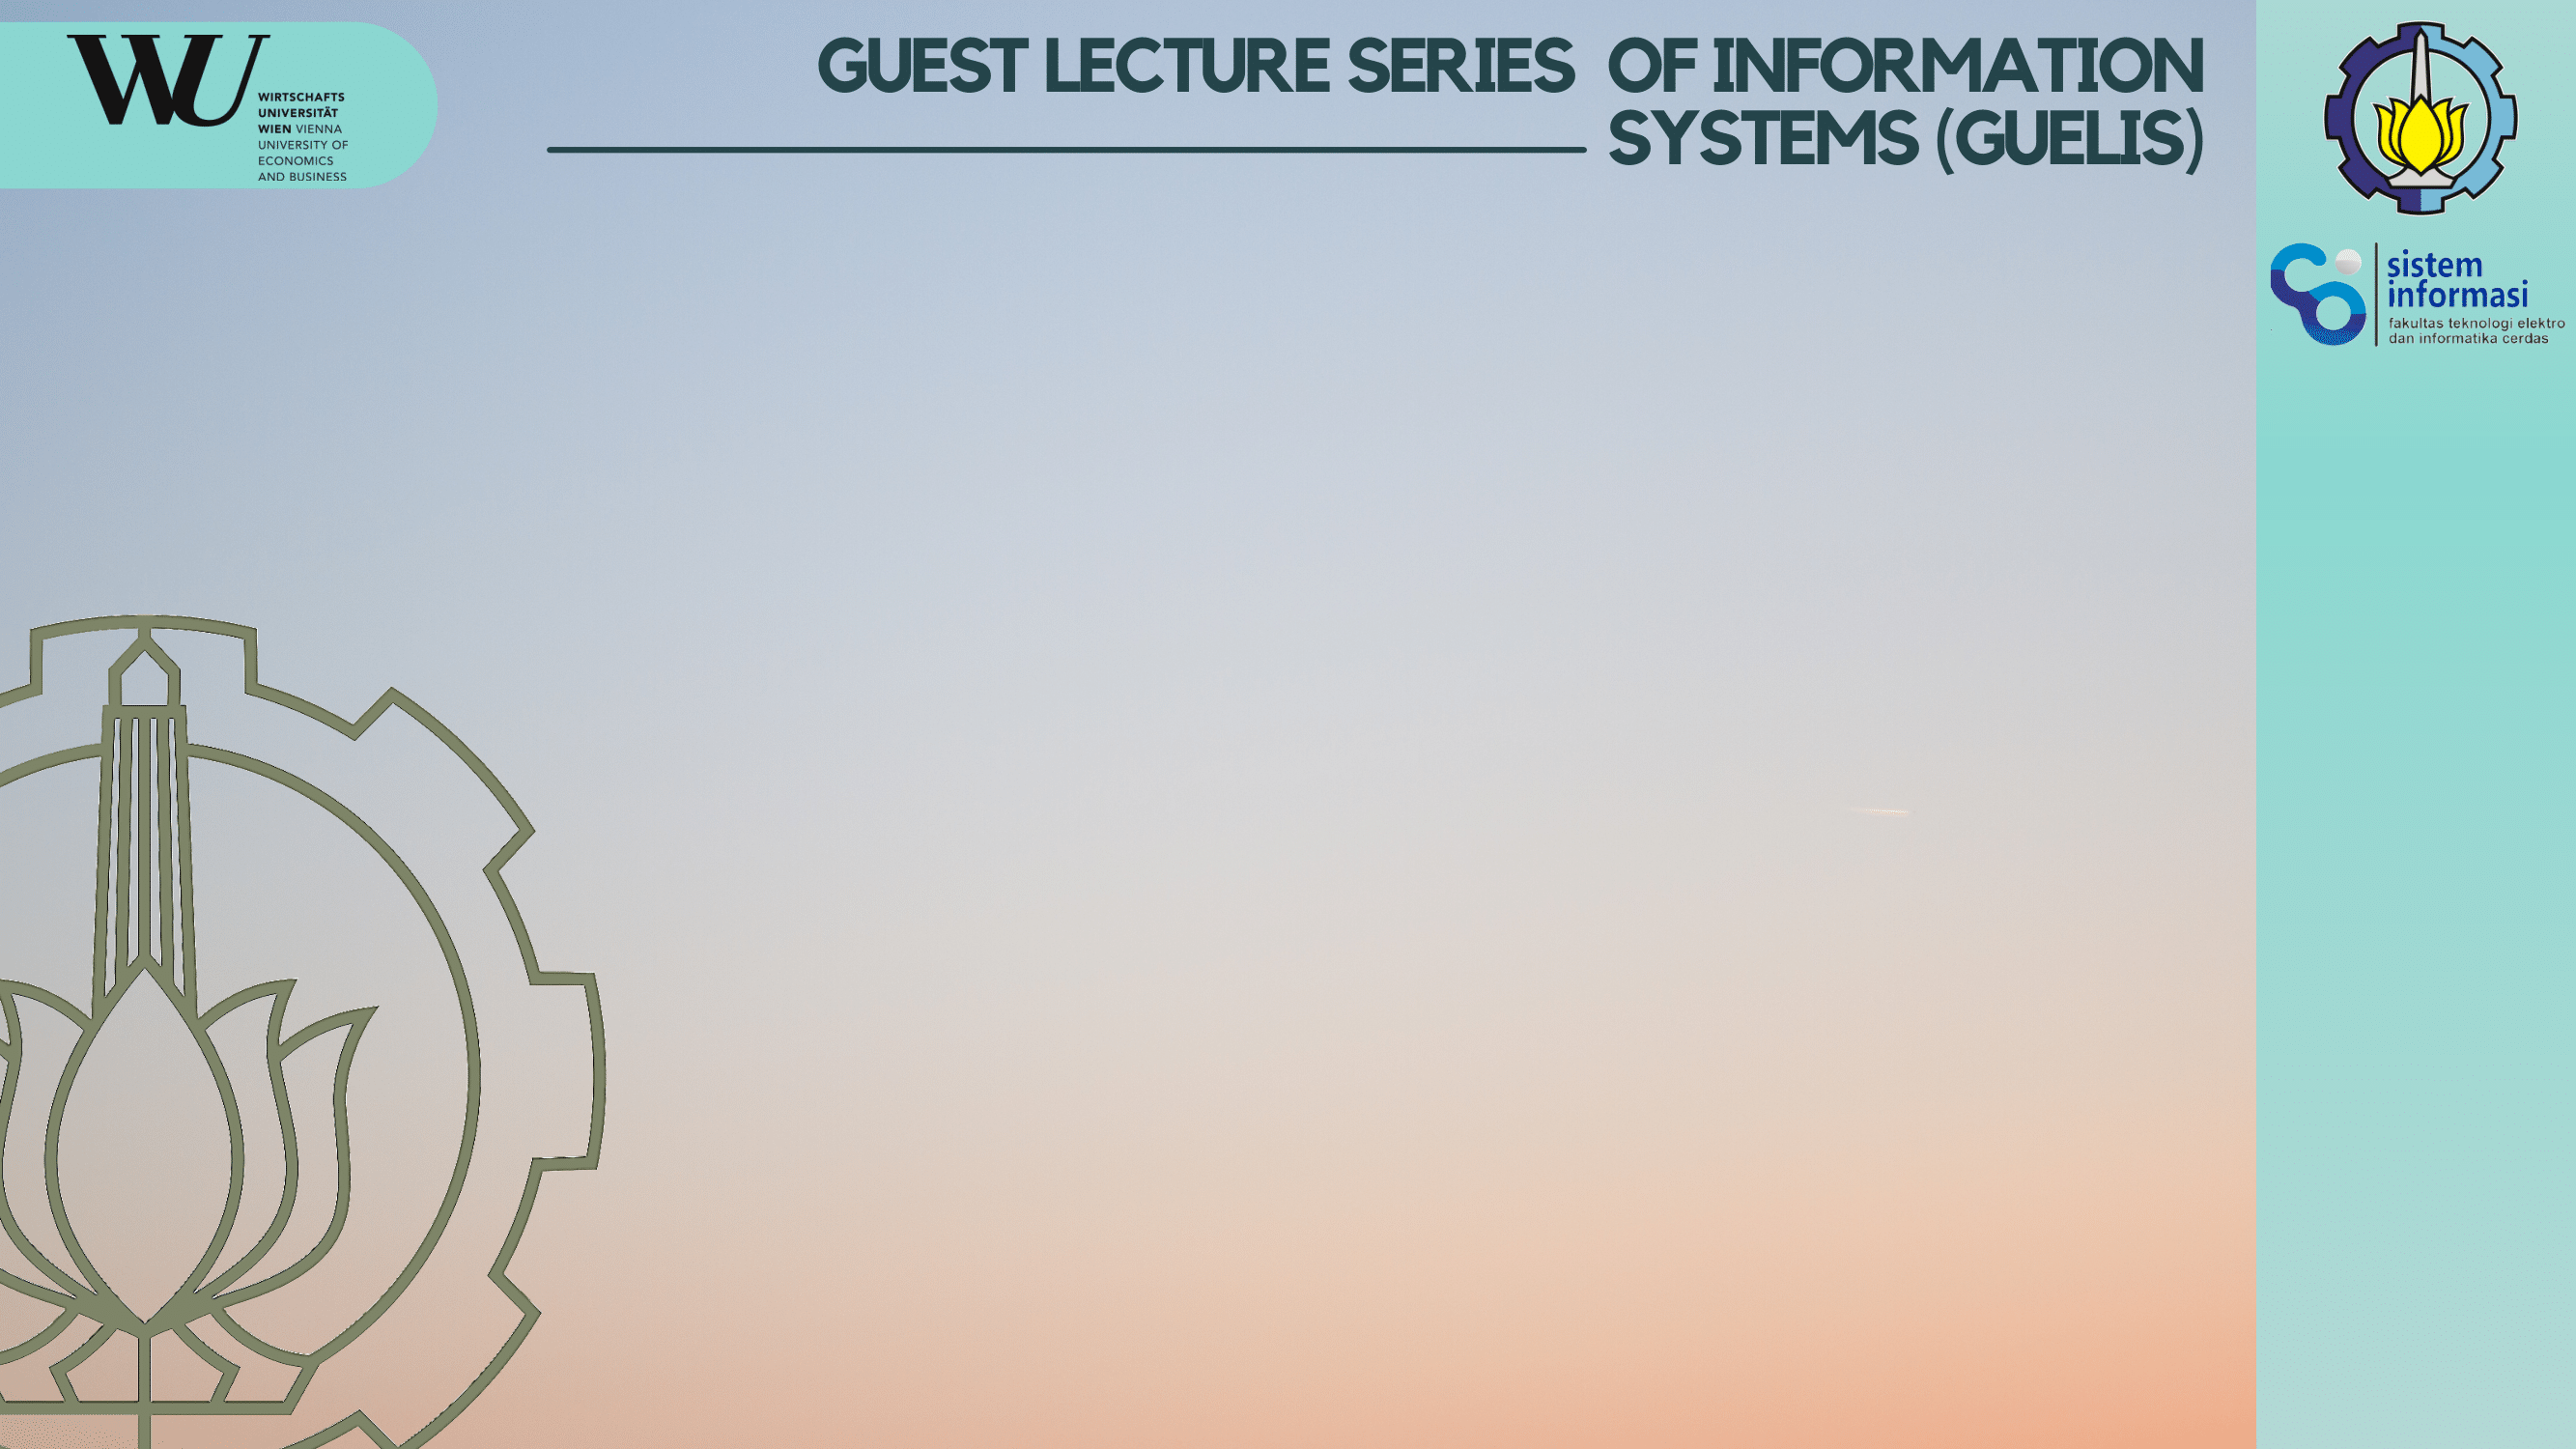 WU
WIRTSCHAFTS
UNIVERSITÄT
WIEN VIENNA
UNIVERSITY OF
ECONOMICS
AND BUSINESS
GUEST LECTURE SERIES OF INFORMATION
SYSTEMS (GUELIS)
sistem
informasi
fakultas teknologi elektro
dan informatika cerdas